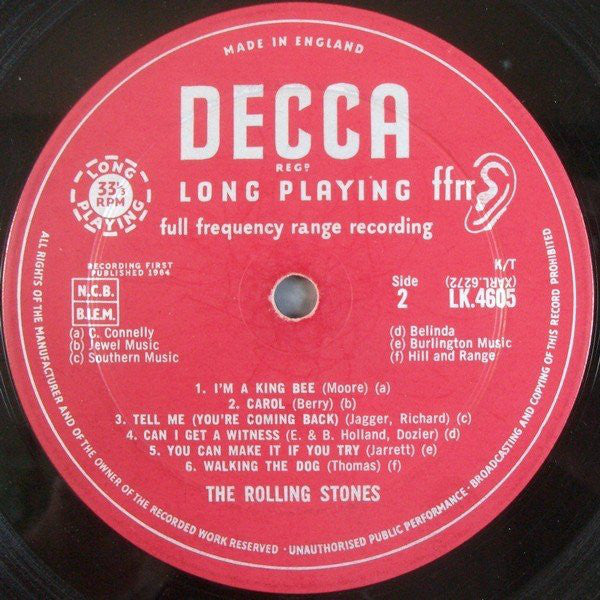 MADE IN ENGLAND
DECCA
REGD
LONG PLAYING
ffrr
full frequency range recording
LONG
33⅓
RPM
PLAYING
RECORDING FIRST
PUBLISHED 1964
N.C.B.
B.I.E.M.
K/T
(XARL.6272)
Side
2
LK.4605
(a) C. Connelly
(b) Jewel Music
(c) Southern Music
(d) Belinda
(e) Burlington Music
(f) Hill and Range
1. I'M A KING BEE (Moore) (a)
2. CAROL (Berry) (b)
3. TELL ME (YOU'RE COMING BACK) (Jagger, Richard) (c)
4. CAN I GET A WITNESS (E. & B. Holland, Dozier) (d)
5. YOU CAN MAKE IT IF YOU TRY (Jarrett) (e)
6. WALKING THE DOG (Thomas) (f)
THE ROLLING STONES
ALL RIGHTS OF THE MANUFACTURER AND OF THE OWNER OF THE RECORDED WORK RESERVED · UNAUTHORISED PUBLIC PERFORMANCE · BROADCASTING AND COPYING OF THIS RECORD PROHIBITED